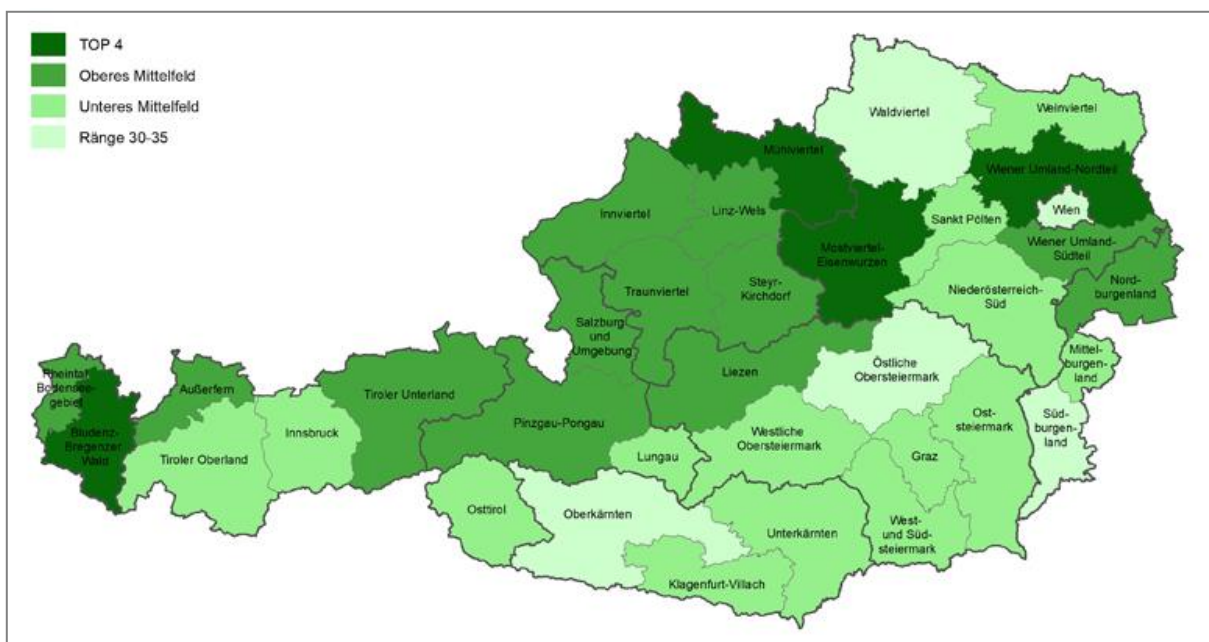 TOP 4
Oberes Mittelfeld
Unteres Mittelfeld
Ränge 30-35
Waldviertel
Weinviertel
Mühlviertel
Wiener Umland-Nordteil
Wien
Innviertel
Linz-Wels
Sankt Pölten
Mostviertel-
Eisenwurzen
Wiener Umland-
Südteil
Traunviertel
Steyr-
Kirchdorf
Niederösterreich-
Süd
Nord-
burgenland
Salzburg
und
Umgebung
Rheintal
Bodensee-
gebiet
Außerfern
Tiroler Unterland
Liezen
Östliche
Obersteiermark
Mittel-
burgen-
land
Bludenz-
Bregenzer
Wald
Tiroler Oberland
Innsbruck
Pinzgau-Pongau
Lungau
Westliche
Obersteiermark
Graz
Ost-
steiermark
Süd-
burgen-
land
Osttirol
Oberkärnten
Unterkärnten
West-
und Süd-
steiermark
Klagenfurt-Villach